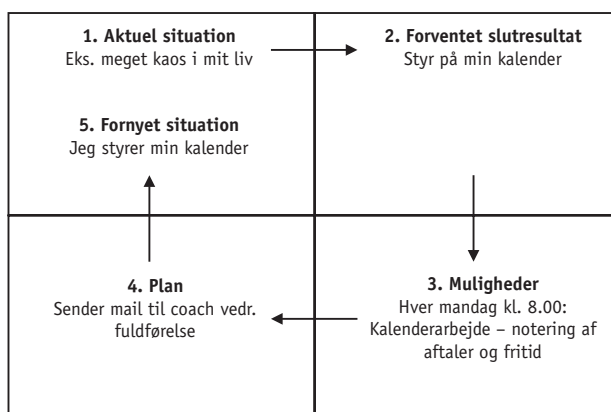 1. Aktuel situation
Eks. meget kaos i mit liv
2. Forventet slutresultat
Styr på min kalender
5. Fornyet situation
Jeg styrer min kalender
4. Plan
Sender mail til coach vedr.
fuldførelse
3. Muligheder
Hver mandag kl. 8.00:
Kalenderarbejde – notering af
aftaler og fritid